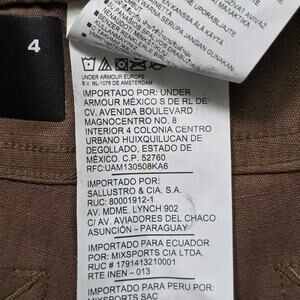 4
UNDER ARMOUR EUROPE
B.V. NL-1076 DE AMSTERDAM
IMPORTADO POR: UNDER
ARMOUR MÉXICO S DE RL DE
CV. AVENIDA BOULEVARD
MAGNOCENTRO NO. 8
INTERIOR 4 COLONIA CENTRO
URBANO HUIXQUILUCAN DE
DEGOLLADO, ESTADO DE
MÉXICO. C.P. 52760
RFC:UAM130508KA6
IMPORTADO POR:
SALLUSTRO & CIA. S.A.
RUC: 80001912-1
AV. MDME. LYNCH 902
C/ AV. AVIADORES DEL CHACO
ASUNCIÓN - PARAGUAY
IMPORTADO PARA ECUADOR
POR: MIXSPORTS CIA LTDA.
RUC # 1791413210001
RTE INEN - 013
IMPORTADO PARA PERU POR
MIXSPORTS SAC